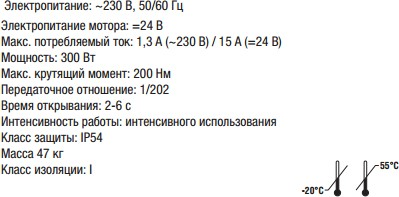 Электропитание: ~230 В, 50/60 Гц
Электропитание мотора: =24 В
Макс. потребляемый ток: 1,3 А (~230 В) / 15 А (=24 В)
Мощность: 300 Вт
Макс. крутящий момент: 200 Нм
Передаточное отношение: 1/202
Время открывания: 2-6 с
Интенсивность работы: интенсивного использования
Класс защиты: IP54
Масса 47 кг
Класс изоляции: I
-20°C
55°C